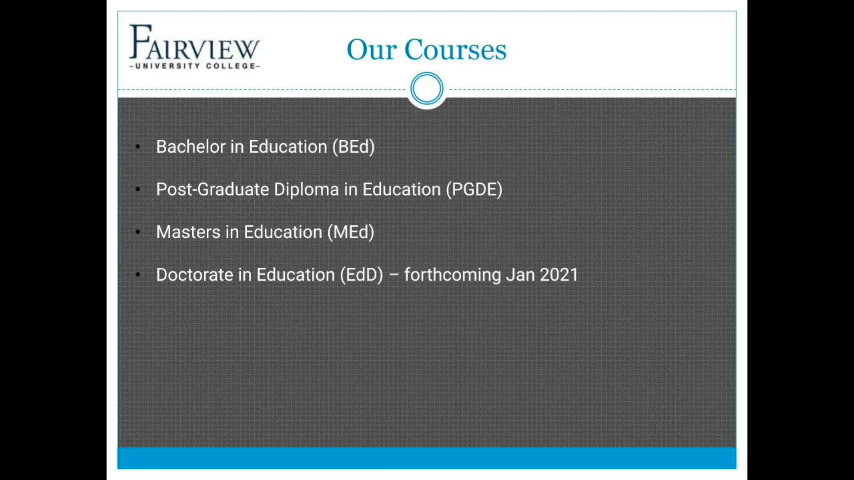 FAIRVIEW
-UNIVERSITY COLLEGE-
Our Courses
• Bachelor in Education (BEd)
• Post-Graduate Diploma in Education (PGDE)
• Masters in Education (MEd)
• Doctorate in Education (EdD) – forthcoming Jan 2021